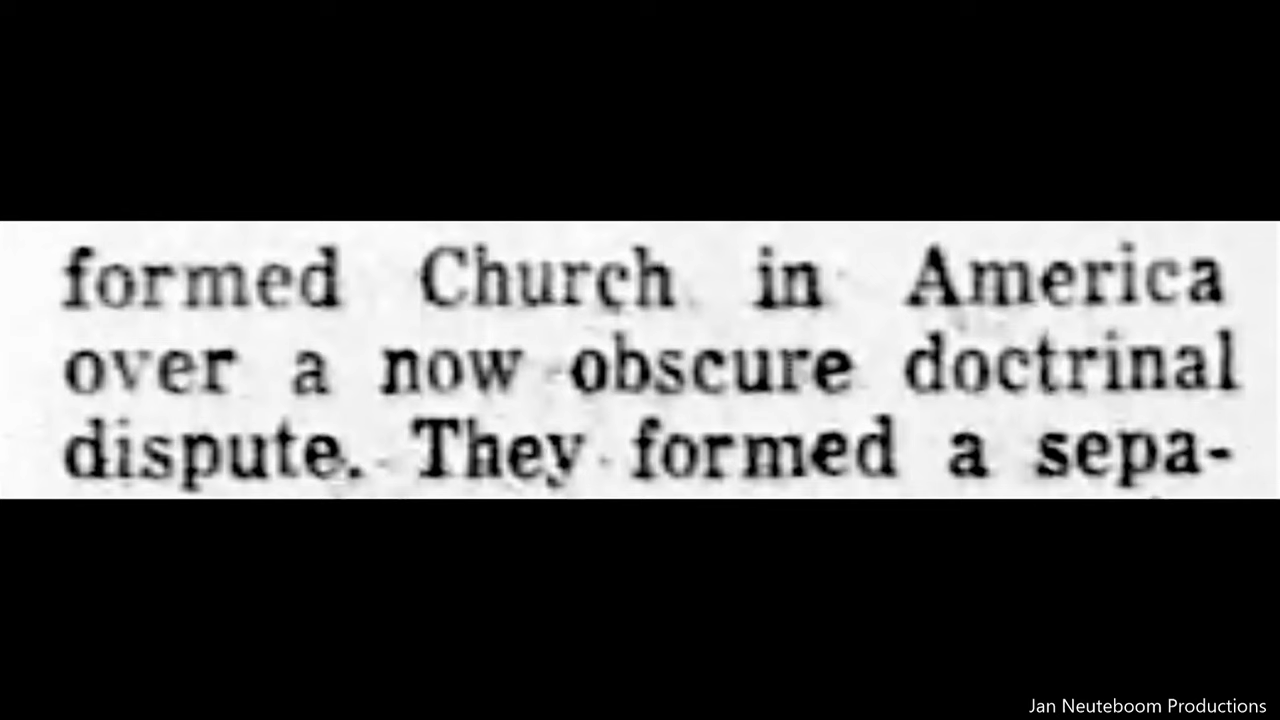 formed Church in America
over a now obscure doctrinal
dispute. They formed a sepa-
Jan Neuteboom Productions